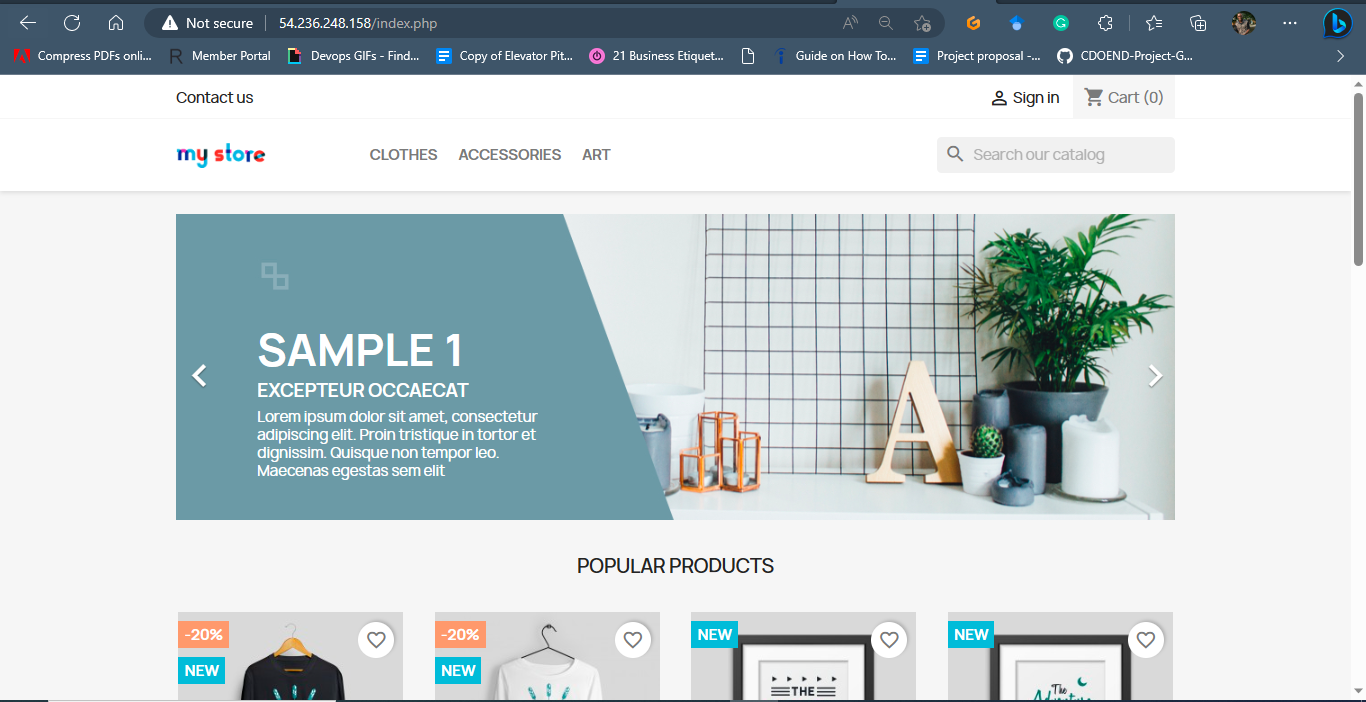 Not secure
54.236.248.158/index.php
Compress PDFs onli...
Member Portal
Devops GIFs - Find...
Copy of Elevator Pit...
21 Business Etiquet...
Guide on How To...
Project proposal -...
CDOEND-Project-G...
Contact us
Sign in
Cart (0)
my store
CLOTHES
ACCESSORIES
ART
Search our catalog
SAMPLE 1
EXCEPTEUR OCCAECAT
Lorem ipsum dolor sit amet, consectetur
adipiscing elit. Proin tristique in tortor et
dignissim. Quisque non tempor leo.
Maecenas egestas sem elit
A
POPULAR PRODUCTS
-20%
NEW
-20%
NEW
NEW
THE
NEW
The
Adventure